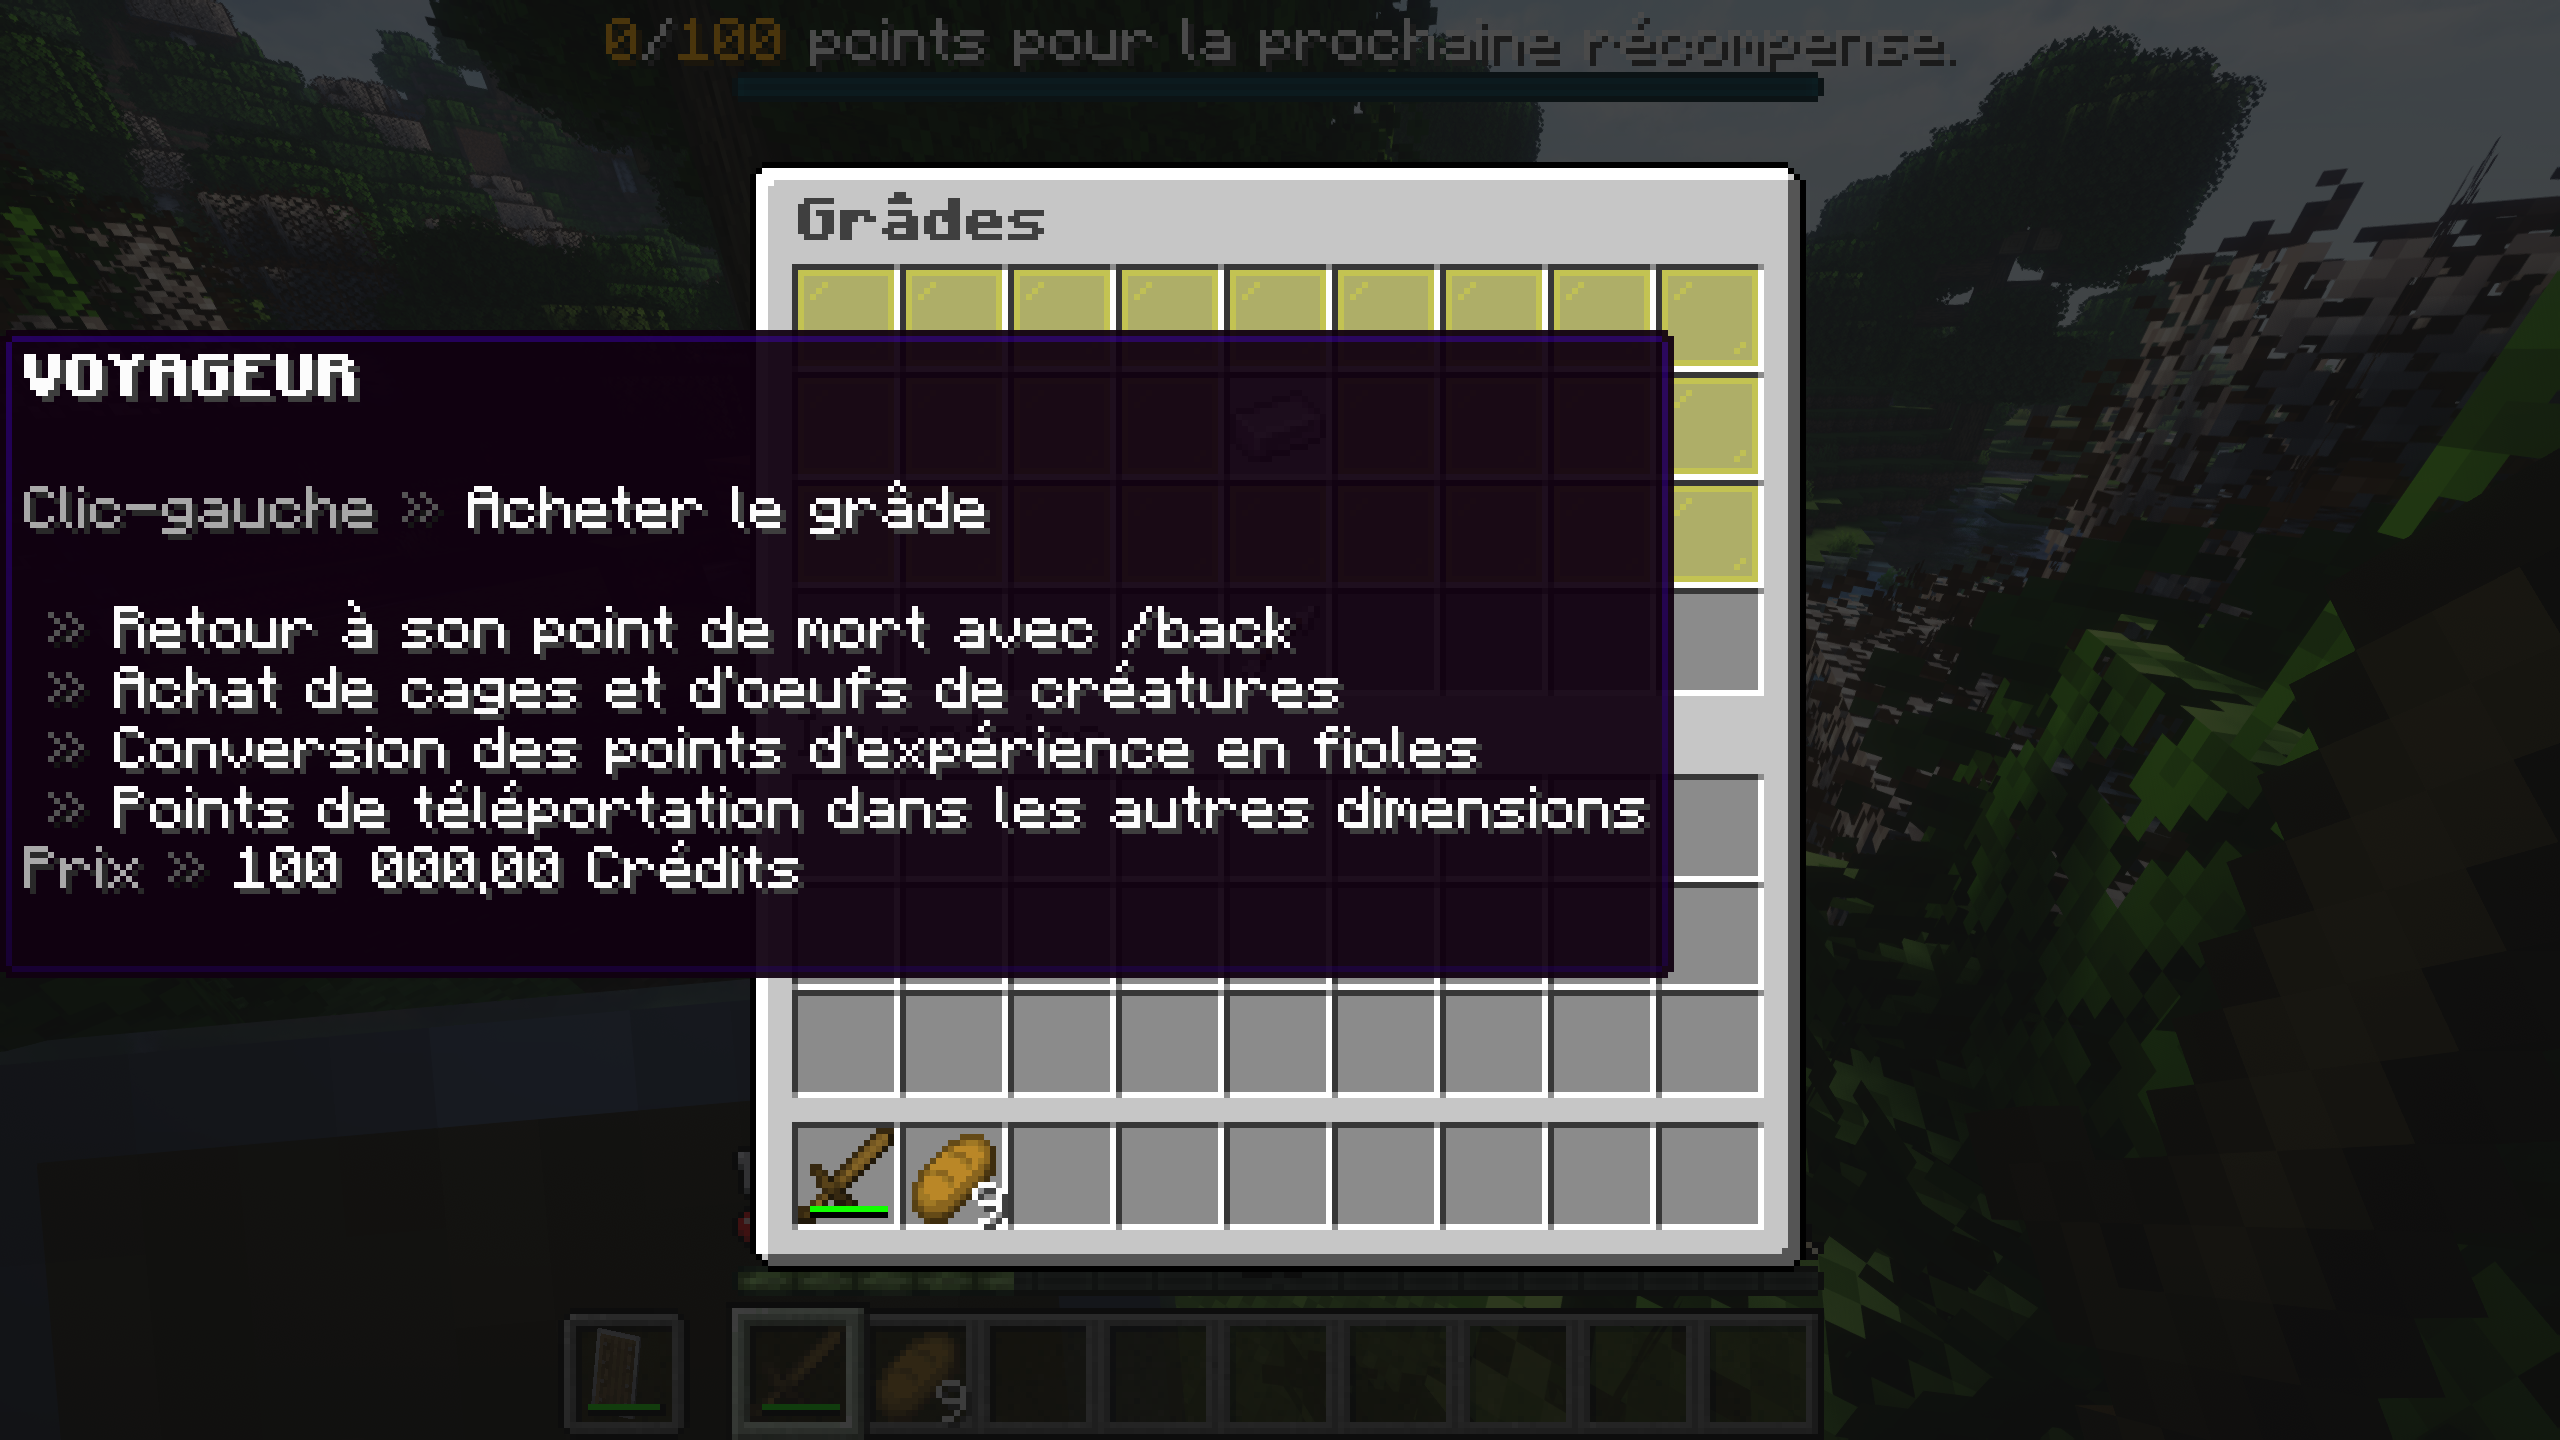 0/100 points pour la prochaine récompense.
Grâdes
VOYAGEUR
Clic-gauche » Acheter le grâde
» Retour à son point de mort avec /back
» Achat de cages et d'oeufs de créatures
» Conversion des points d'expérience en fioles
» Points de téléportation dans les autres dimensions
Prix » 100 000,00 Crédits
9
9